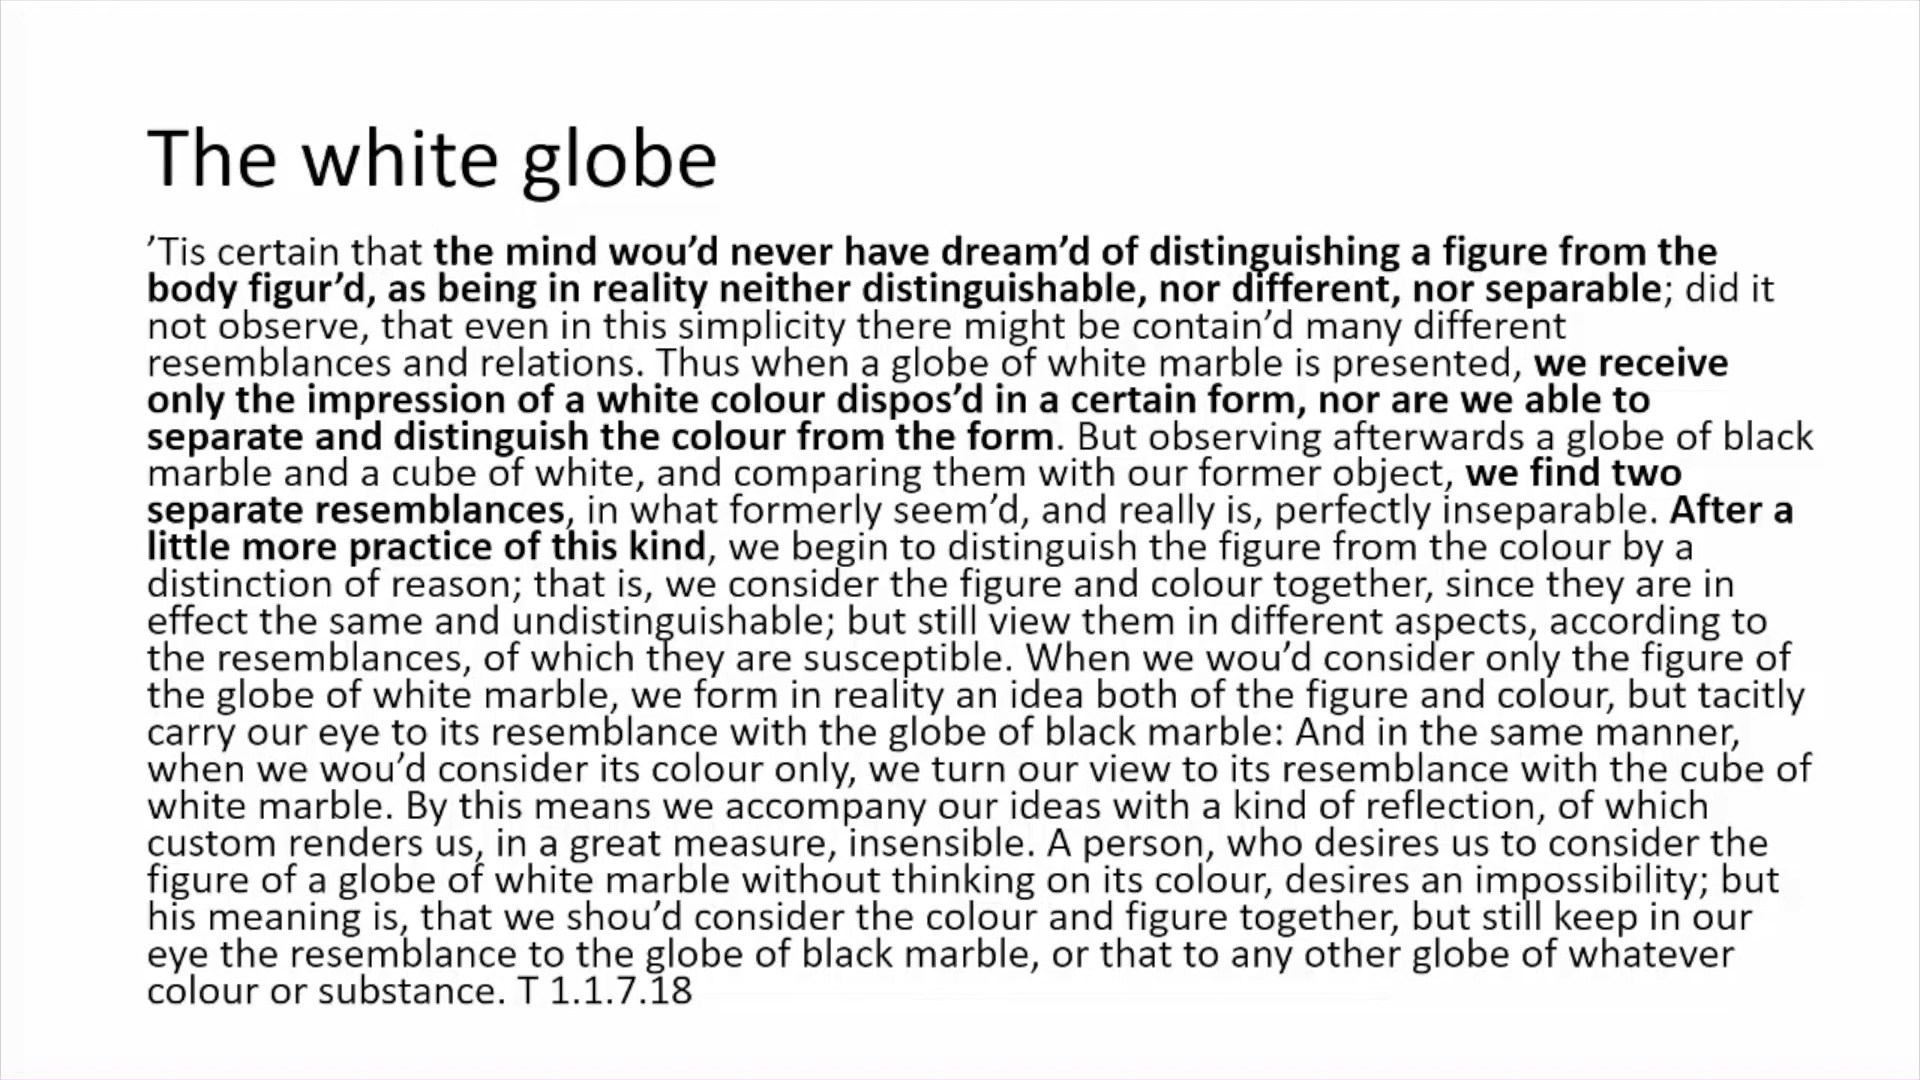 The white globe
’Tis certain that the mind wou’d never have dream’d of distinguishing a figure from the
body figur’d, as being in reality neither distinguishable, nor different, nor separable; did it
not observe, that even in this simplicity there might be contain’d many different
resemblances and relations. Thus when a globe of white marble is presented, we receive
only the impression of a white colour dispos’d in a certain form, nor are we able to
separate and distinguish the colour from the form. But observing afterwards a globe of black
marble and a cube of white, and comparing them with our former object, we find two
separate resemblances, in what formerly seem’d, and really is, perfectly inseparable. After a
little more practice of this kind, we begin to distinguish the figure from the colour by a
distinction of reason; that is, we consider the figure and colour together, since they are in
effect the same and undistinguishable; but still view them in different aspects, according to
the resemblances, of which they are susceptible. When we wou’d consider only the figure of
the globe of white marble, we form in reality an idea both of the figure and colour, but tacitly
carry our eye to its resemblance with the globe of black marble: And in the same manner,
when we wou’d consider its colour only, we turn our view to its resemblance with the cube of
white marble. By this means we accompany our ideas with a kind of reflection, of which
custom renders us, in a great measure, insensible. A person, who desires us to consider the
figure of a globe of white marble without thinking on its colour, desires an impossibility; but
his meaning is, that we shou’d consider the colour and figure together, but still keep in our
eye the resemblance to the globe of black marble, or that to any other globe of whatever
colour or substance. T 1.1.7.18